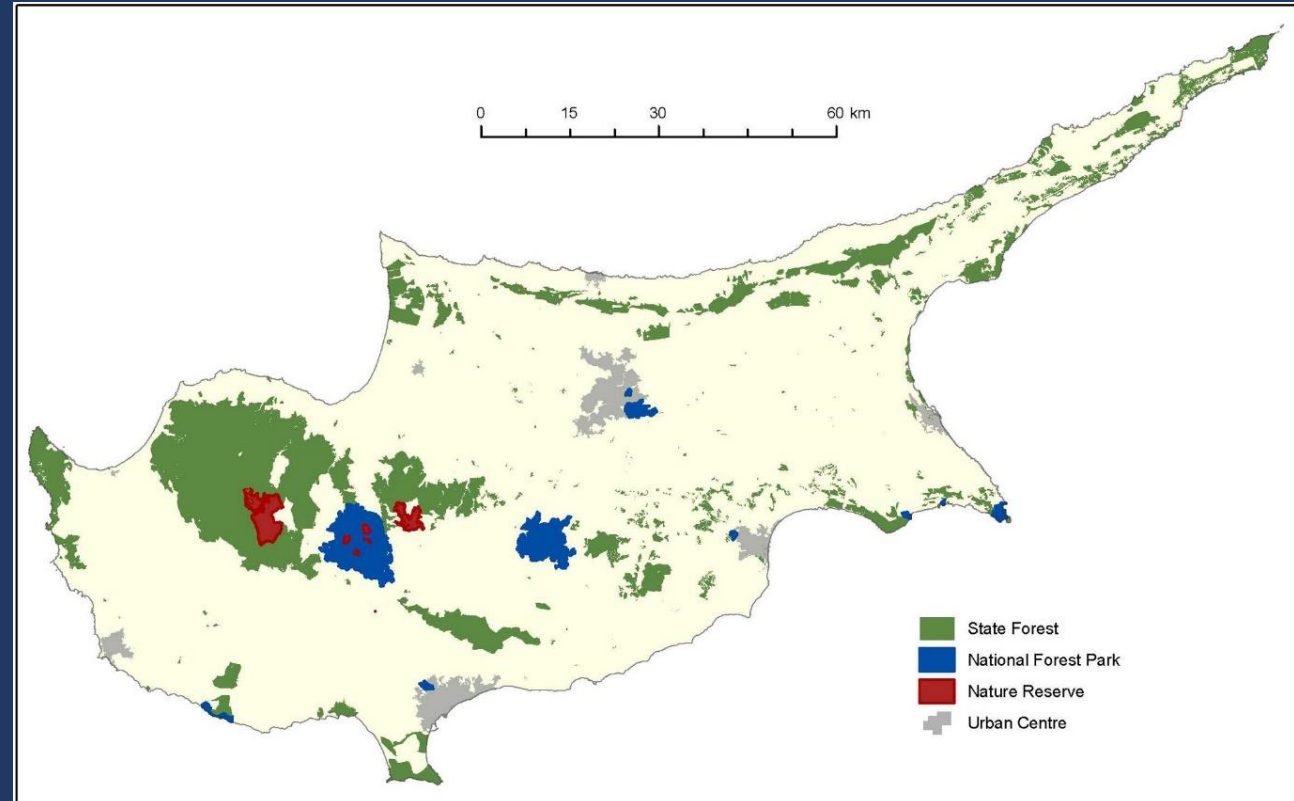 0 15 30 60 km
State Forest
National Forest Park
Nature Reserve
Urban Centre